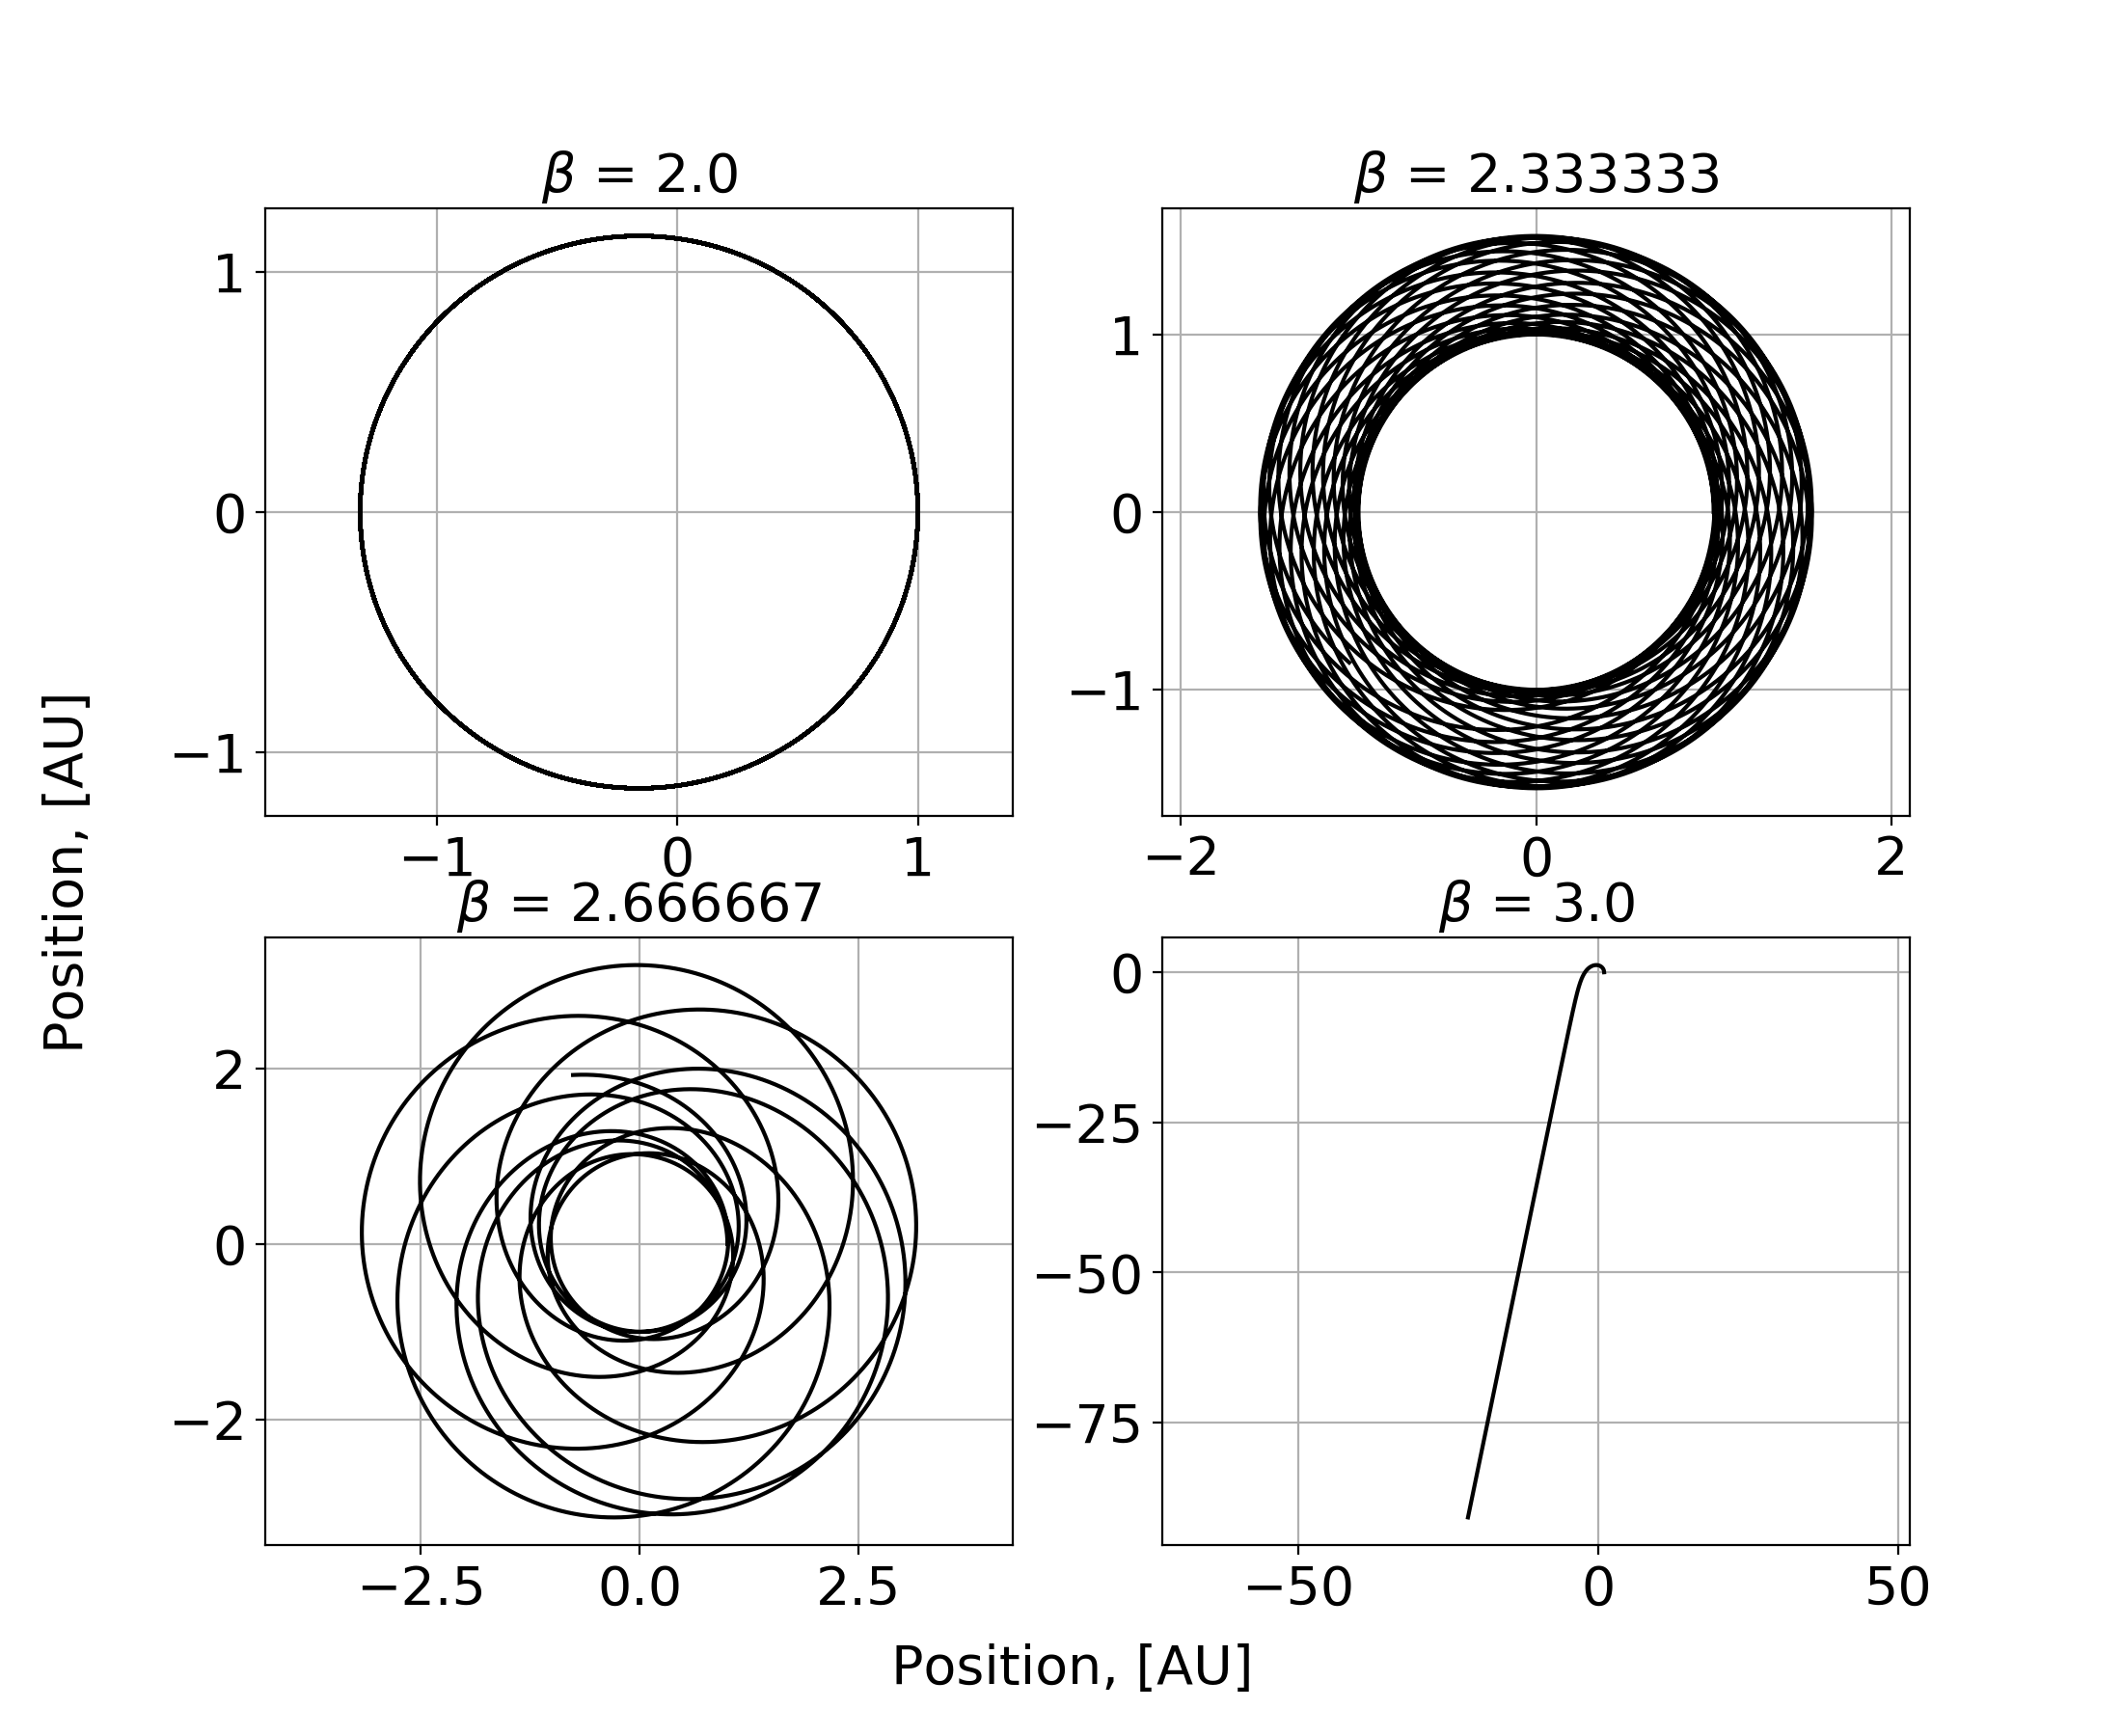 β = 2.0
1
0
−1
−1 0 1
β = 2.333333
1
0
−1
−2 0 2
β = 2.666667
2
0
−2
−2.5 0.0 2.5
β = 3.0
0
−25
−50
−75
−50 0 50
Position, [AU]
Position, [AU]